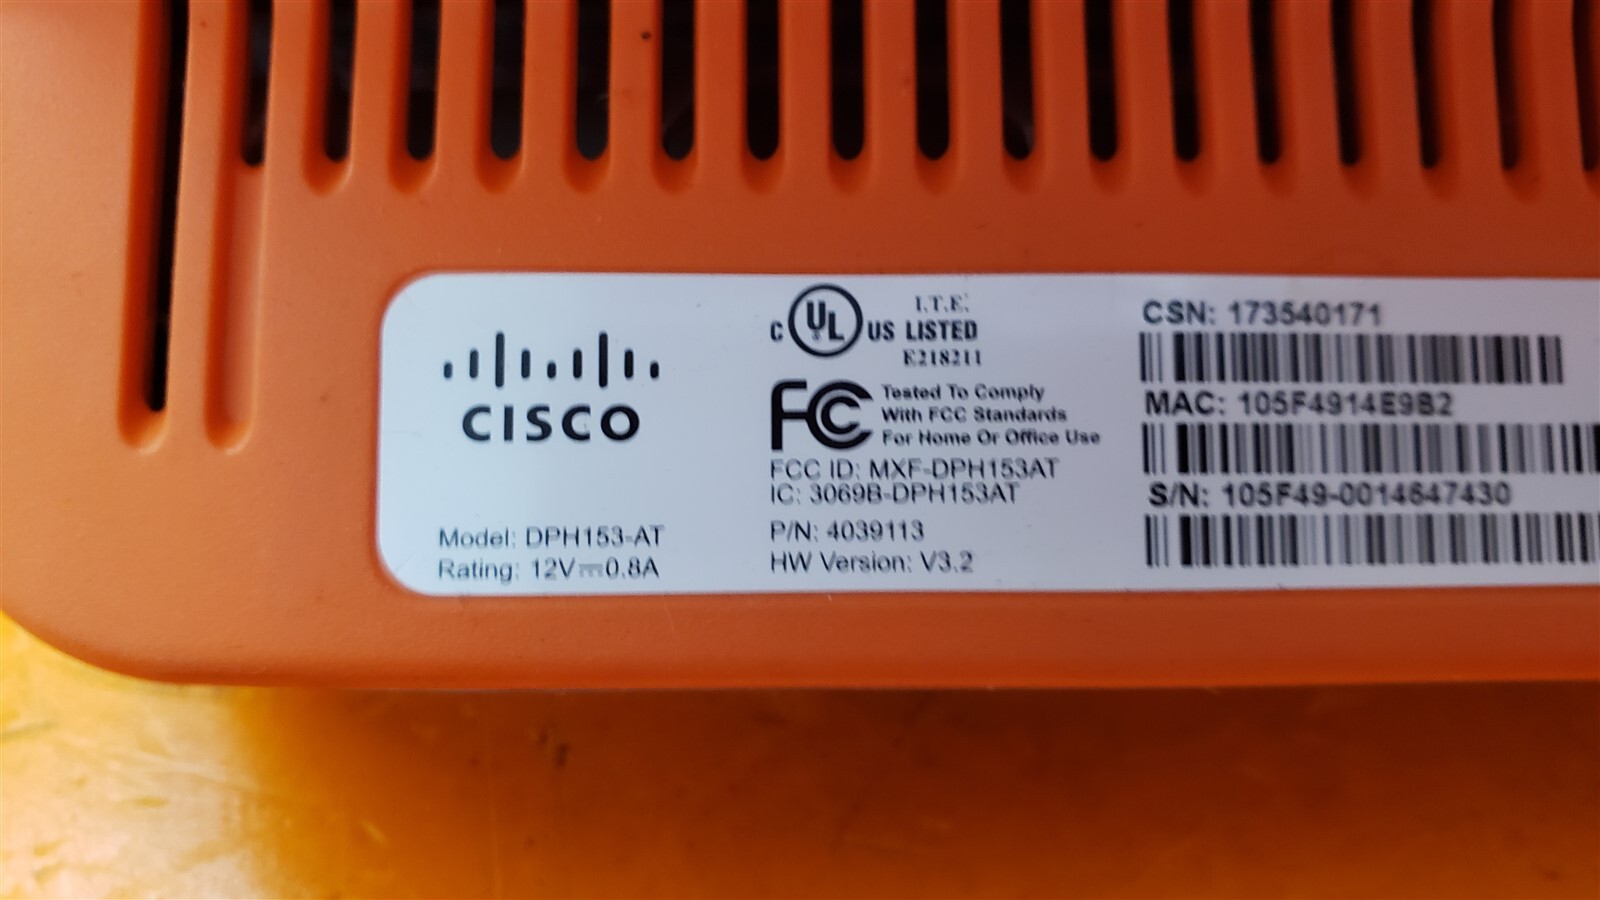 CISCO
Model: DPH153-AT
Rating: 12V⎓0.8A
C UL US I.T.E.
LISTED
E218211
FC Tested To Comply
With FCC Standards
For Home Or Office Use
FCC ID: MXF-DPH153AT
IC: 3069B-DPH153AT
P/N: 4039113
HW Version: V3.2
CSN: 173540171
MAC: 105F4914E9B2
S/N: 105F49-0014647430